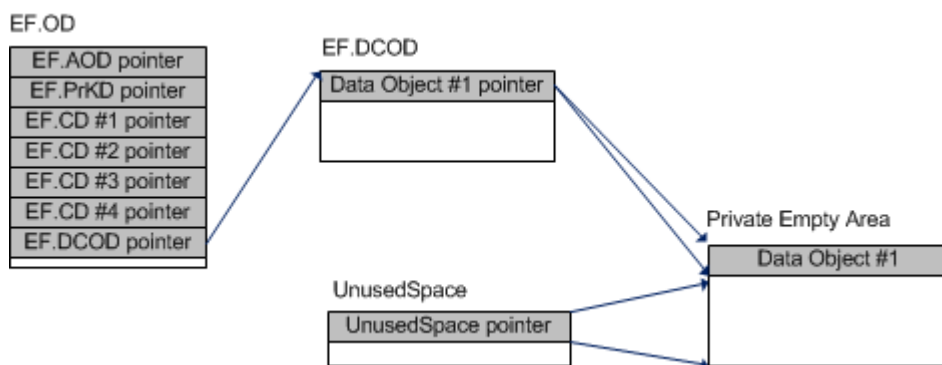 EF.OD
EF.AOD pointer
EF.PrKD pointer
EF.CD #1 pointer
EF.CD #2 pointer
EF.CD #3 pointer
EF.CD #4 pointer
EF.DCOD pointer
EF.DCOD
Data Object #1 pointer
Private Empty Area
Data Object #1
UnusedSpace
UnusedSpace pointer